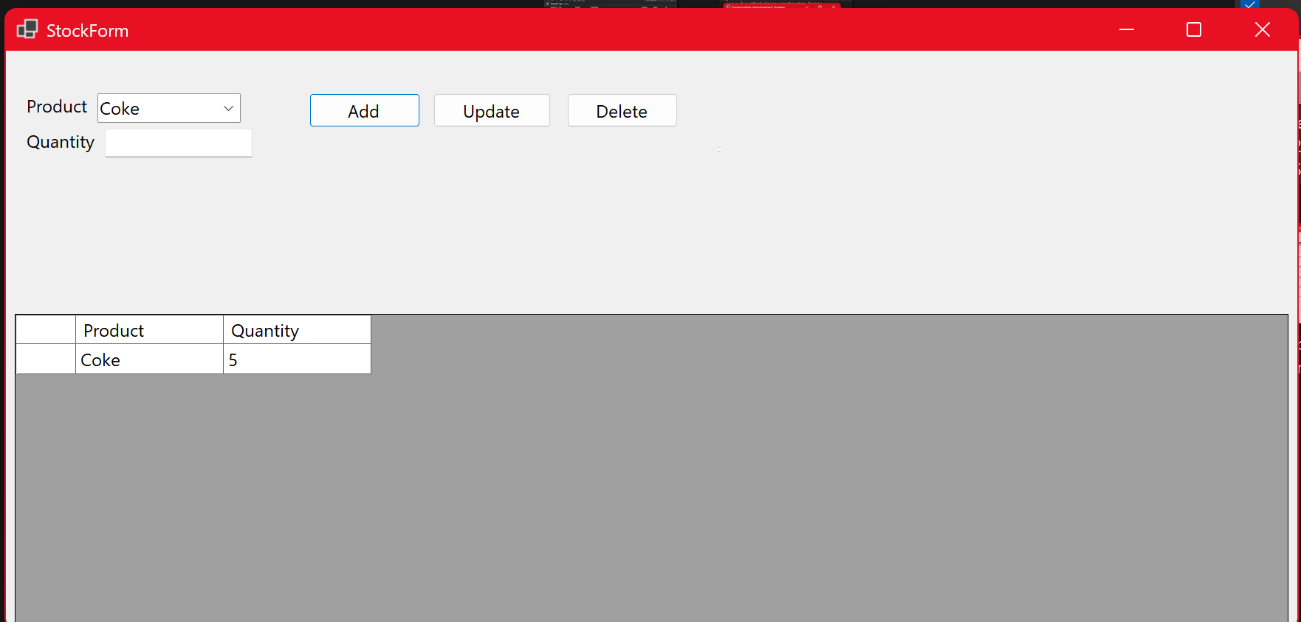 StockForm
Product Coke
Add Update Delete
Quantity
Product Quantity
Coke 5